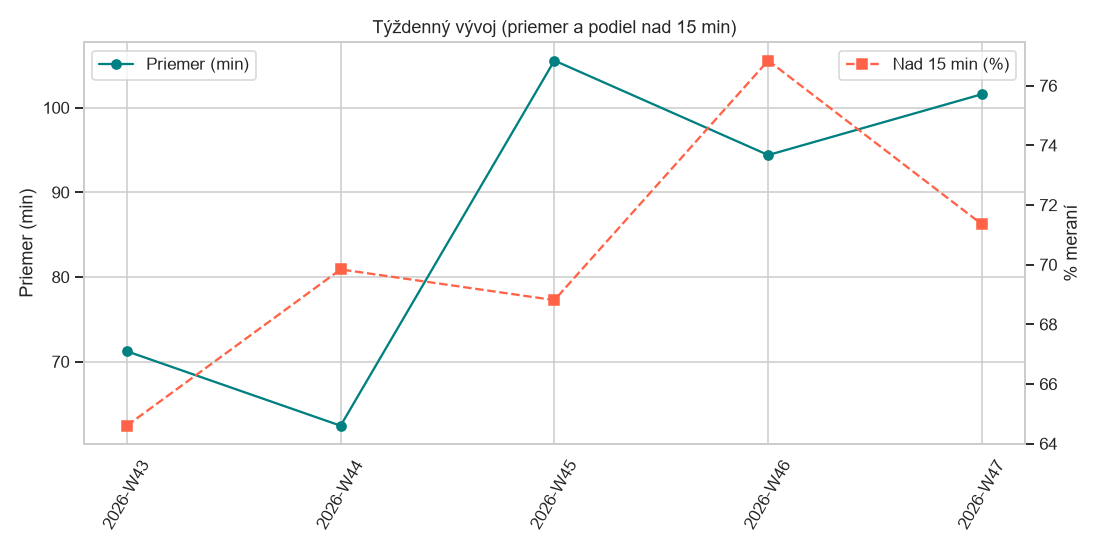 Týždenný vývoj (priemer a podiel nad 15 min)
Priemer (min)
Nad 15 min (%)
Priemer (min)
100
90
80
70
% meraní
76
74
72
70
68
66
64
2026-W43
2026-W44
2026-W45
2026-W46
2026-W47